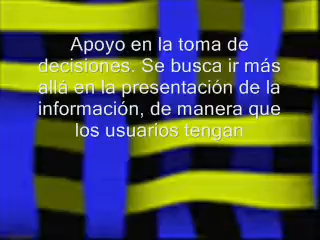 Apoyo en la toma de
decisiones. Se busca ir más
allá en la presentación de la
información, de manera que
los usuarios tengan